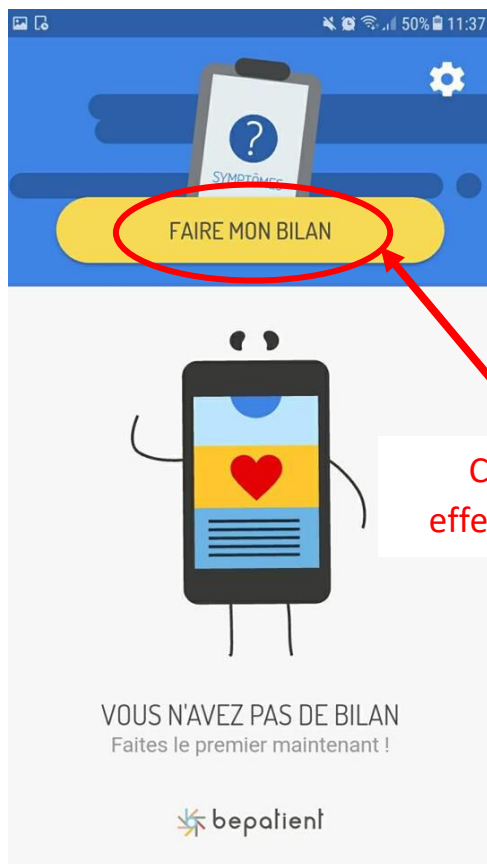 50% 11:37
?
SYMPTÔMES
FAIRE MON BILAN
VOUS N'AVEZ PAS DE BILAN
Faites le premier maintenant !
bepatient